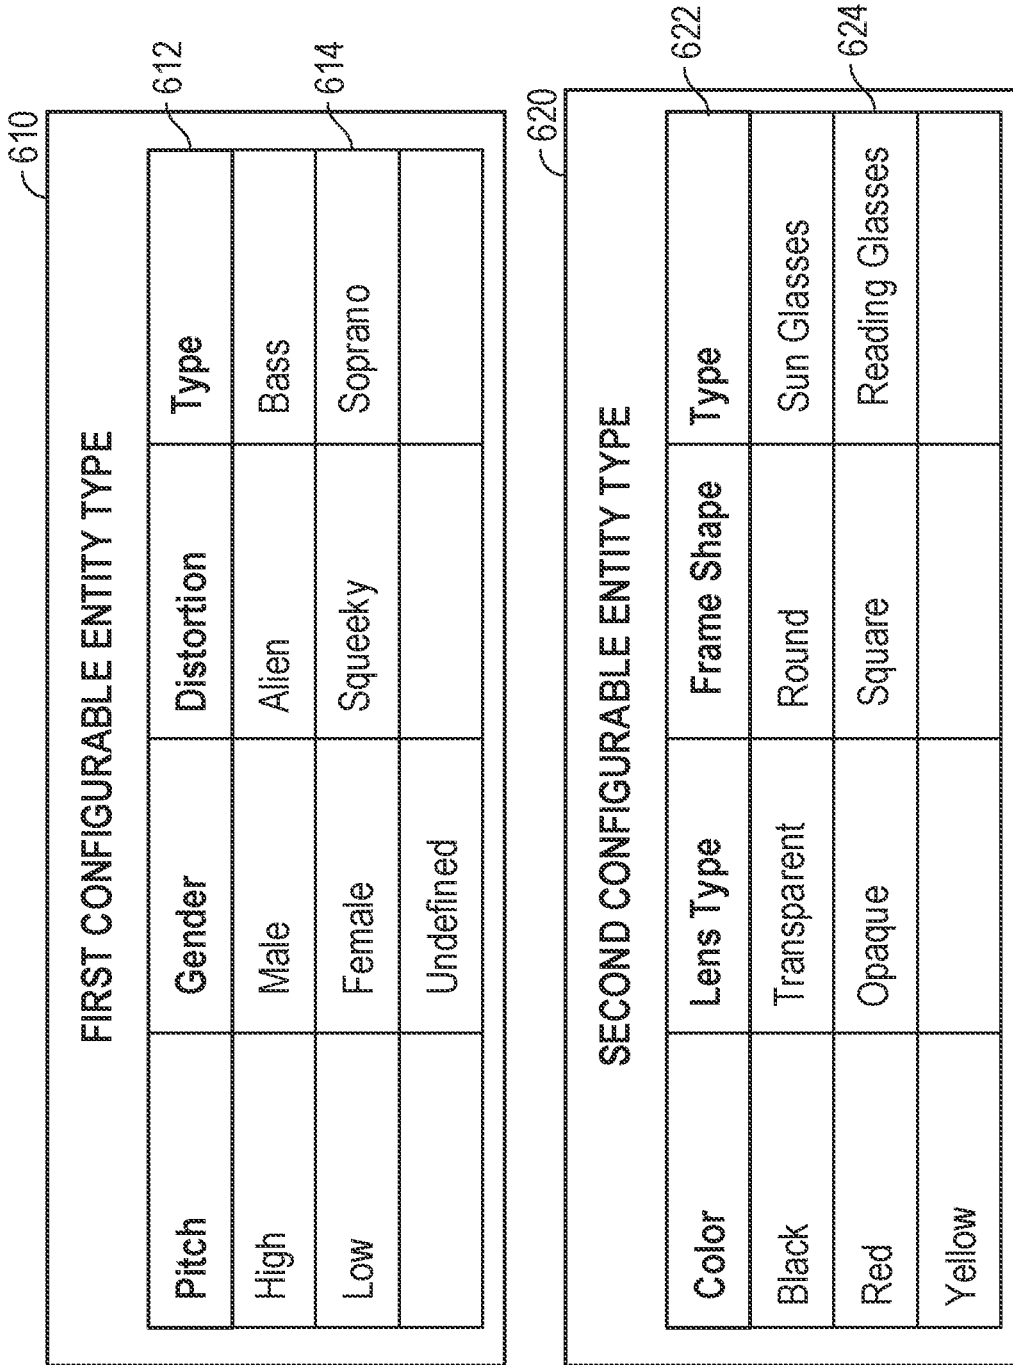 610
FIRST CONFIGURABLE ENTITY TYPE
Pitch Gender Distortion Type 612
High Male Alien Bass
Low Female Squeeky Soprano 614
Undefined
620
SECOND CONFIGURABLE ENTITY TYPE
Color Lens Type Frame Shape Type 622
Black Transparent Round Sun Glasses
Red Opaque Square Reading Glasses 624
Yellow